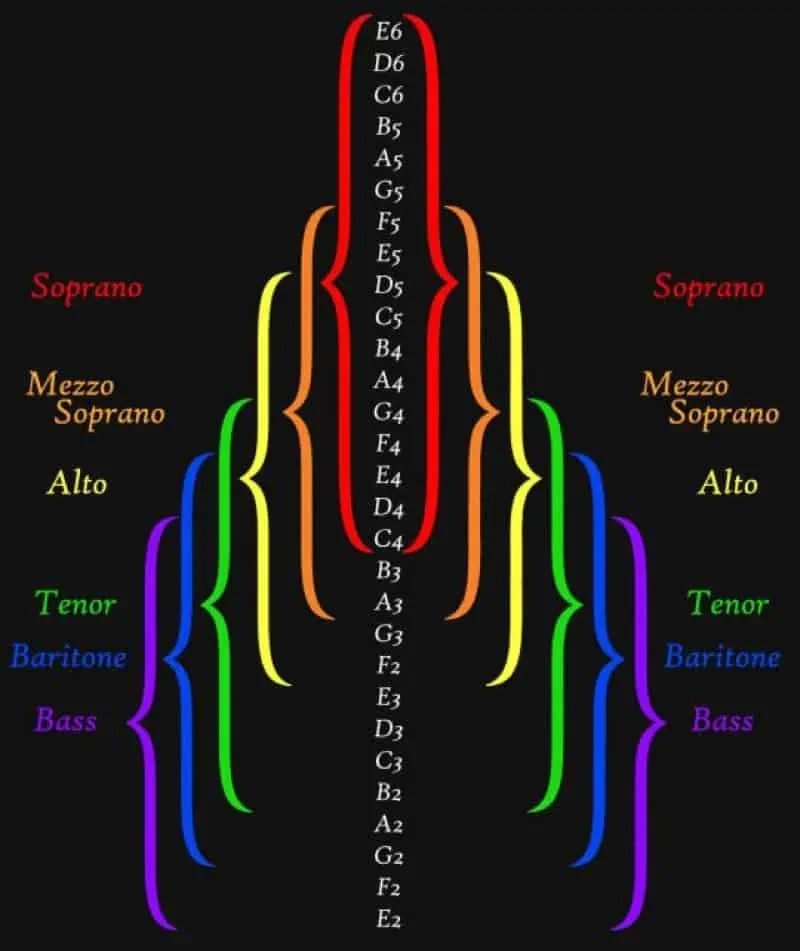 E6
D6
C6
B5
A5
G5
F5
E5
Soprano D5 Soprano
C5
B4
Mezzo A4 Mezzo
Soprano G4 Soprano
F4
Alto E4 Alto
D4
C4
B3
Tenor A3 Tenor
G3
Baritone F2 Baritone
E3
Bass D3 Bass
C3
B2
A2
G2
F2
E2